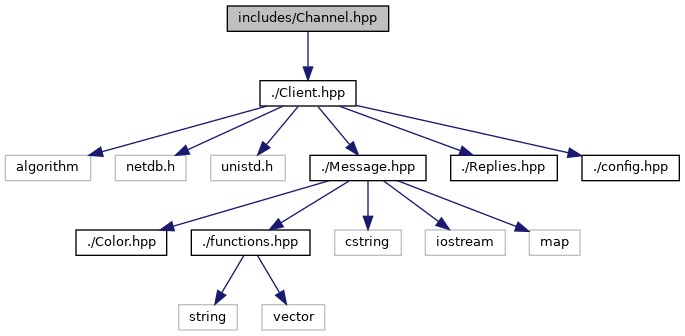 includes/Channel.hpp
./Client.hpp
algorithm
netdb.h
unistd.h
./Message.hpp
./Replies.hpp
./config.hpp
./Color.hpp
./functions.hpp
cstring
iostream
map
string
vector